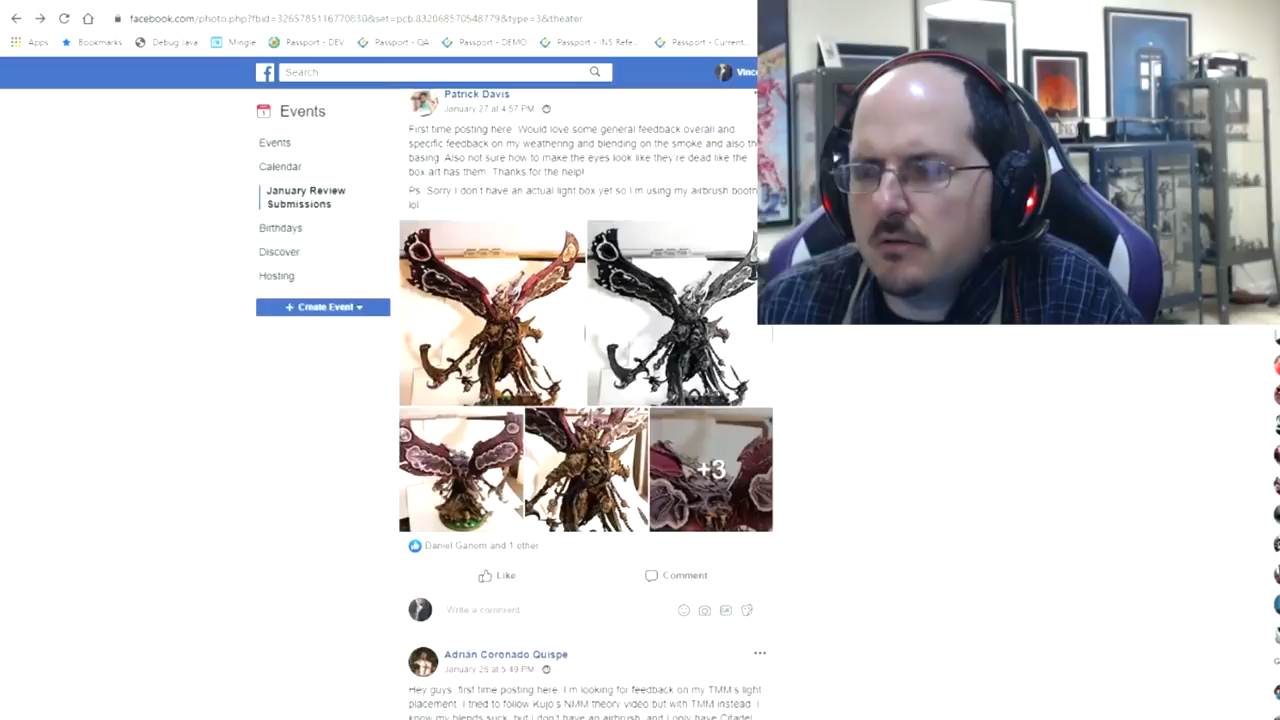 facebook.com/photo.php?fbid=3265785116770830&set=pcb.832068570548779&type=3&theater
Apps Bookmarks Debug Java Mingle Passport - DEV Passport - QA Passport - DEMO Passport - INS Refe... Passport - Current...
Search
Vinc
Events
Events
Calendar
January Review
Submissions
Birthdays
Discover
Hosting
+ Create Event
Patrick Davis
January 27 at 4:57 PM
First time posting here. Would love some general feedback overall and
specific feedback on my weathering and blending on the smoke and also th
basing. Also not sure how to make the eyes look like they're dead like the
box art has them. Thanks for the help!
Ps. Sorry I don't have an actual light box yet so I'm using my airbrush booth
lol
+3
Daniel Ganom and 1 other
Like
Comment
Write a comment
Adrián Coronado Quispe
January 26 at 5:49 PM
Hey guys first time posting here. I'm looking for feedback on my TMM's light
placement. I tried to follow Kujo's NMM theory video but with TMM instead. I
know my blends suck, but I don't have an airbrush, and I only have Citadel